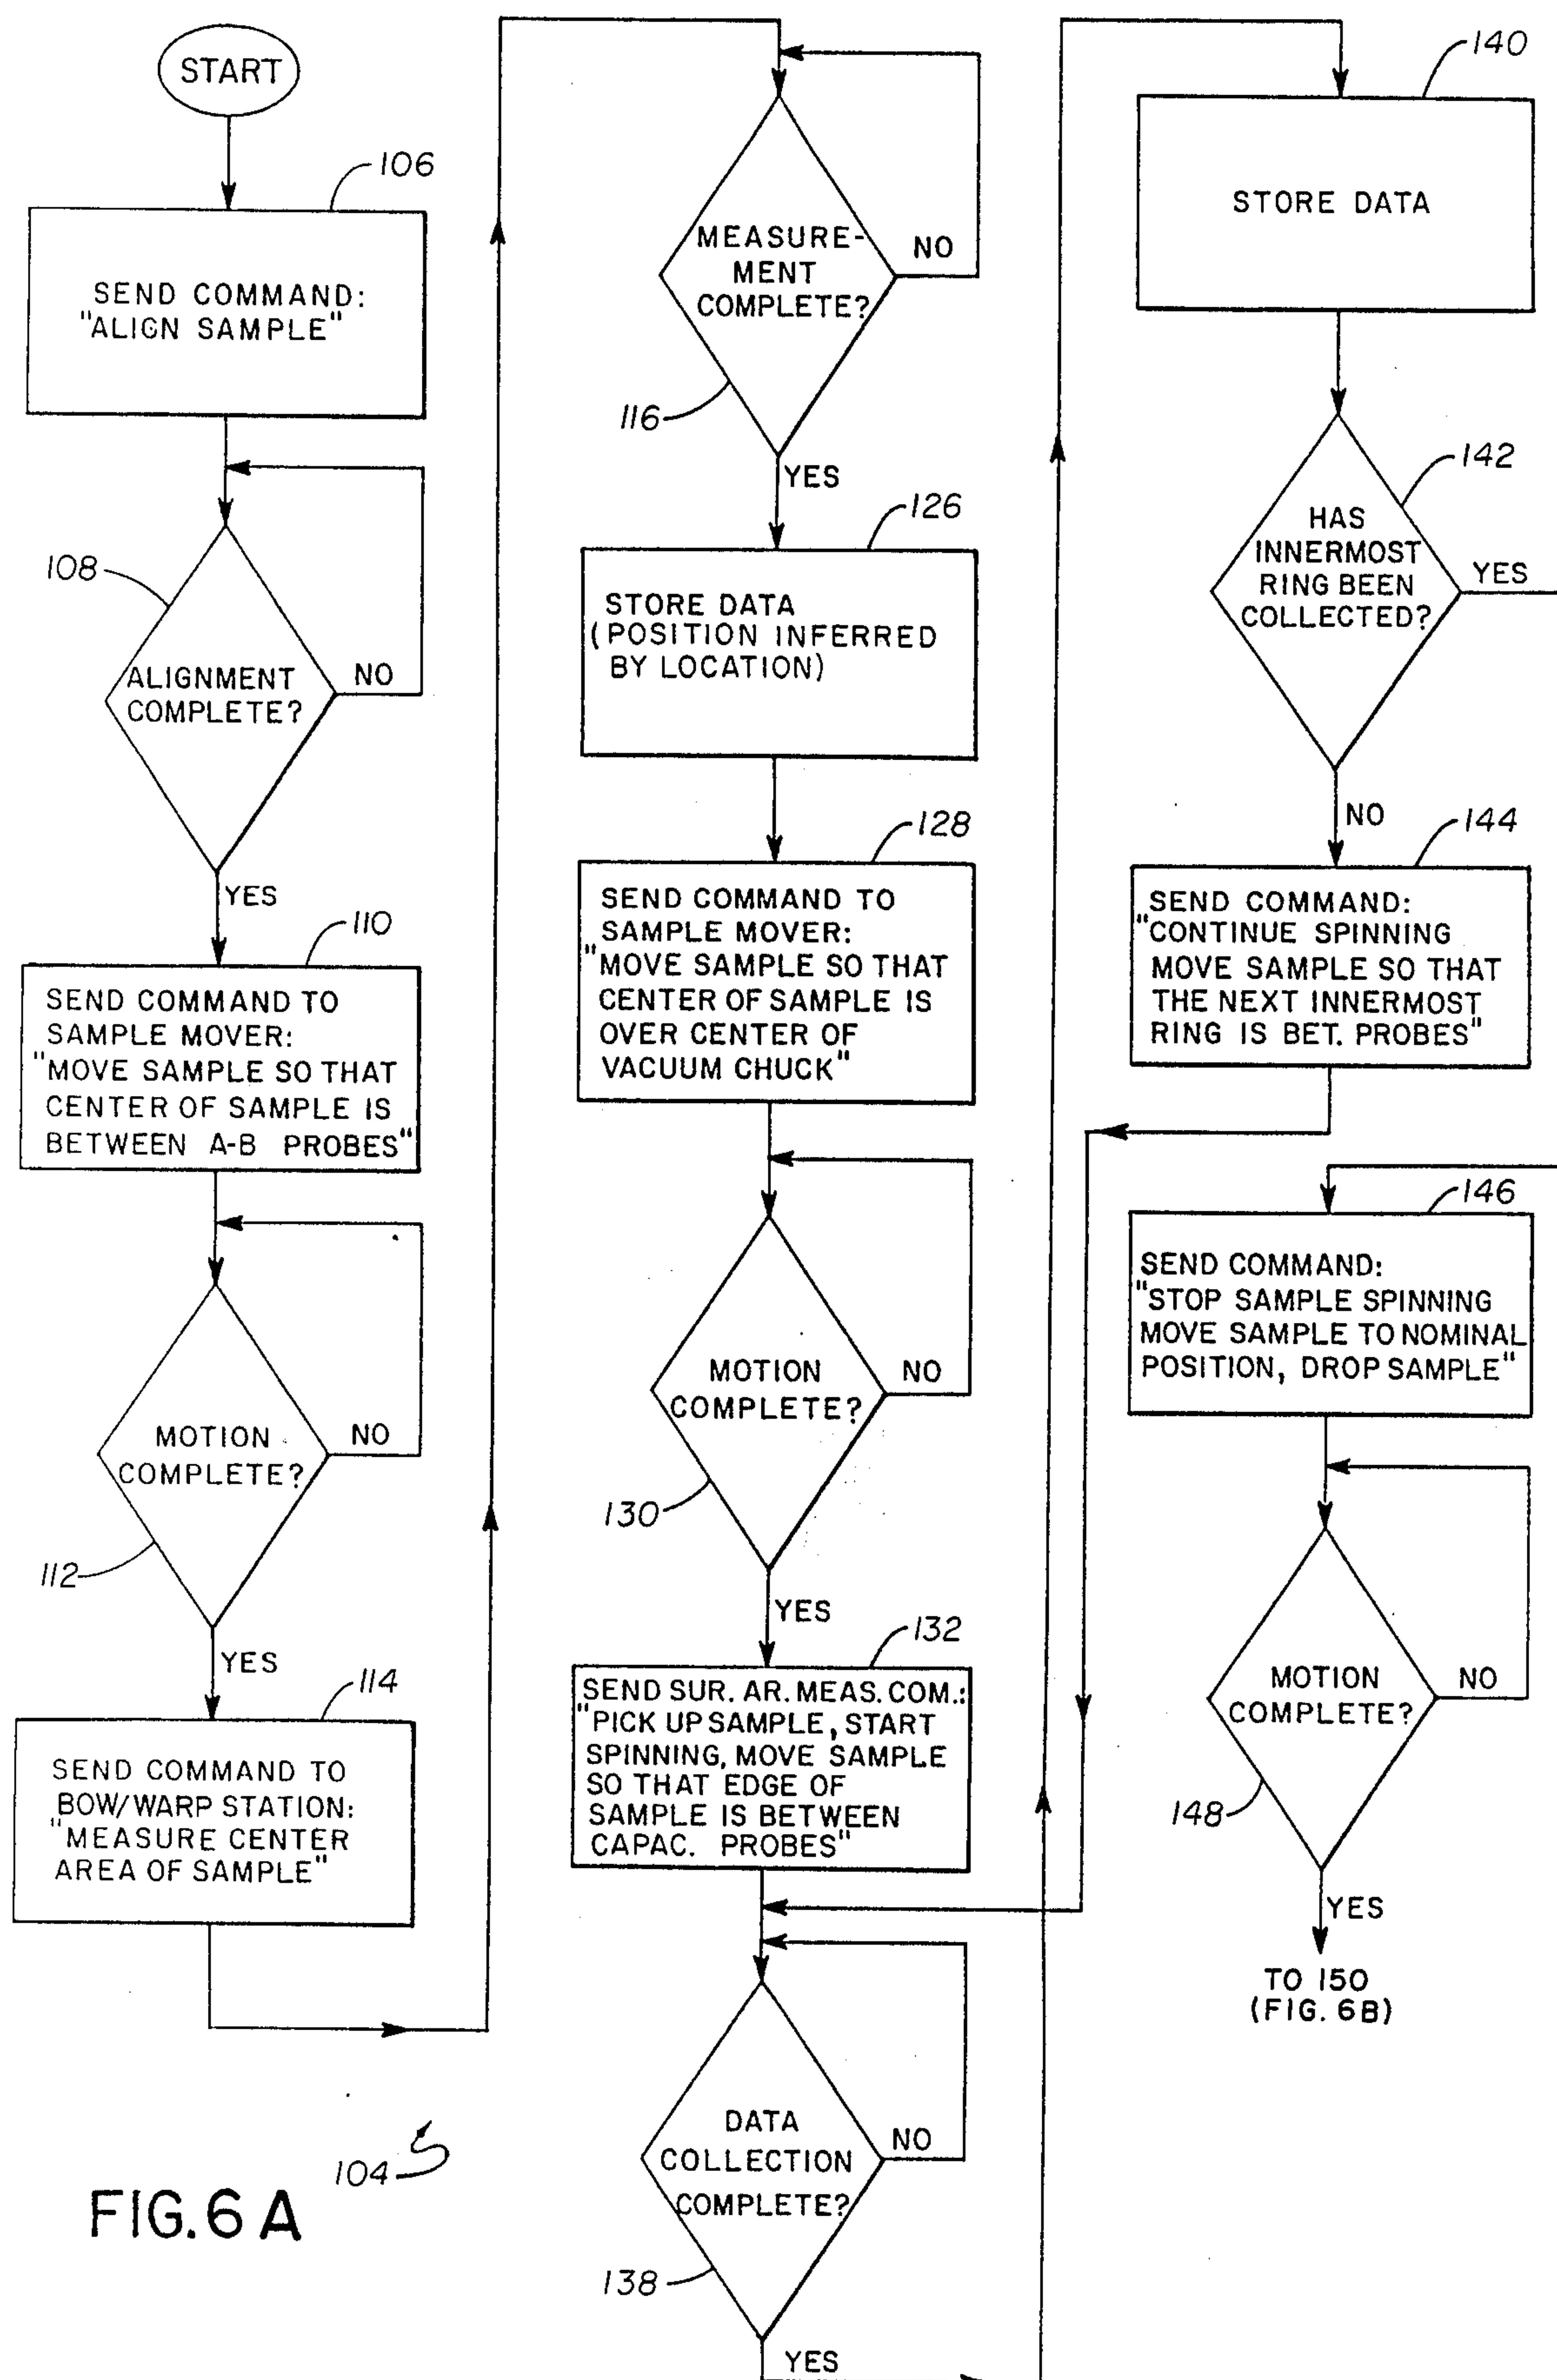 START
106
SEND COMMAND:
"ALIGN SAMPLE"
108
ALIGNMENT
COMPLETE?
NO
YES
110
SEND COMMAND TO
SAMPLE MOVER:
"MOVE SAMPLE SO THAT
CENTER OF SAMPLE IS
BETWEEN A-B PROBES"
MOTION
COMPLETE?
NO
112
YES
114
SEND COMMAND TO
BOW/WARP STATION:
"MEASURE CENTER
AREA OF SAMPLE"
104
FIG. 6A
MEASURE-
MENT
COMPLETE?
NO
116
YES
126
STORE DATA
(POSITION INFERRED
BY LOCATION)
128
SEND COMMAND TO
SAMPLE MOVER:
"MOVE SAMPLE SO THAT
CENTER OF SAMPLE IS
OVER CENTER OF
VACUUM CHUCK"
MOTION
COMPLETE?
NO
130
YES
132
SEND SUR. AR. MEAS. COM.:
"PICK UP SAMPLE, START
SPINNING, MOVE SAMPLE
SO THAT EDGE OF
SAMPLE IS BETWEEN
CAPAC. PROBES"
DATA
COLLECTION
COMPLETE?
NO
138
YES
140
STORE DATA
142
HAS
INNERMOST
RING BEEN
COLLECTED?
YES
NO
144
SEND COMMAND:
"CONTINUE SPINNING
MOVE SAMPLE SO THAT
THE NEXT INNERMOST
RING IS BET. PROBES"
146
SEND COMMAND:
"STOP SAMPLE SPINNING
MOVE SAMPLE TO NOMINAL
POSITION, DROP SAMPLE"
MOTION
COMPLETE?
NO
148
YES
TO 150
(FIG. 6B)